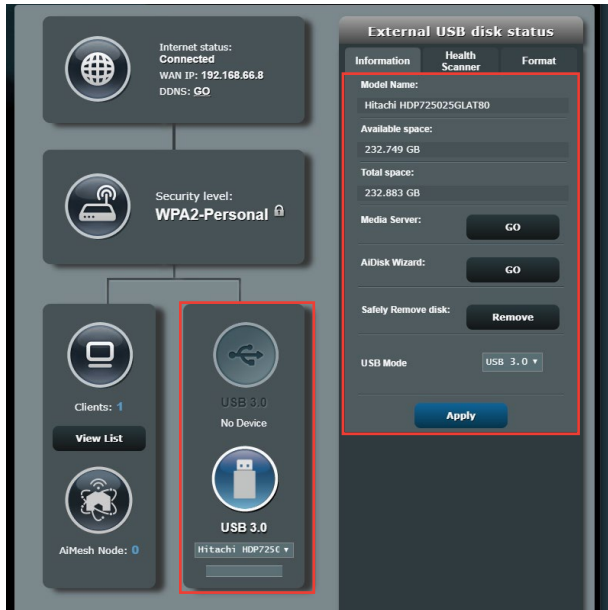 Internet status:
Connected
WAN IP: 192.168.66.8
DDNS: GO
Security level:
WPA2-Personal
Clients: 1
View List
AiMesh Node: 0
USB 3.0
No Device
USB 3.0
Hitachi HDP725(
External USB disk status
Information
Health
Scanner
Format
Model Name:
Hitachi HDP725025GLAT80
Available space:
232.749 GB
Total space:
232.883 GB
Media Server:
GO
AiDisk Wizard:
GO
Safely Remove disk:
Remove
USB Mode
USB 3.0
Apply